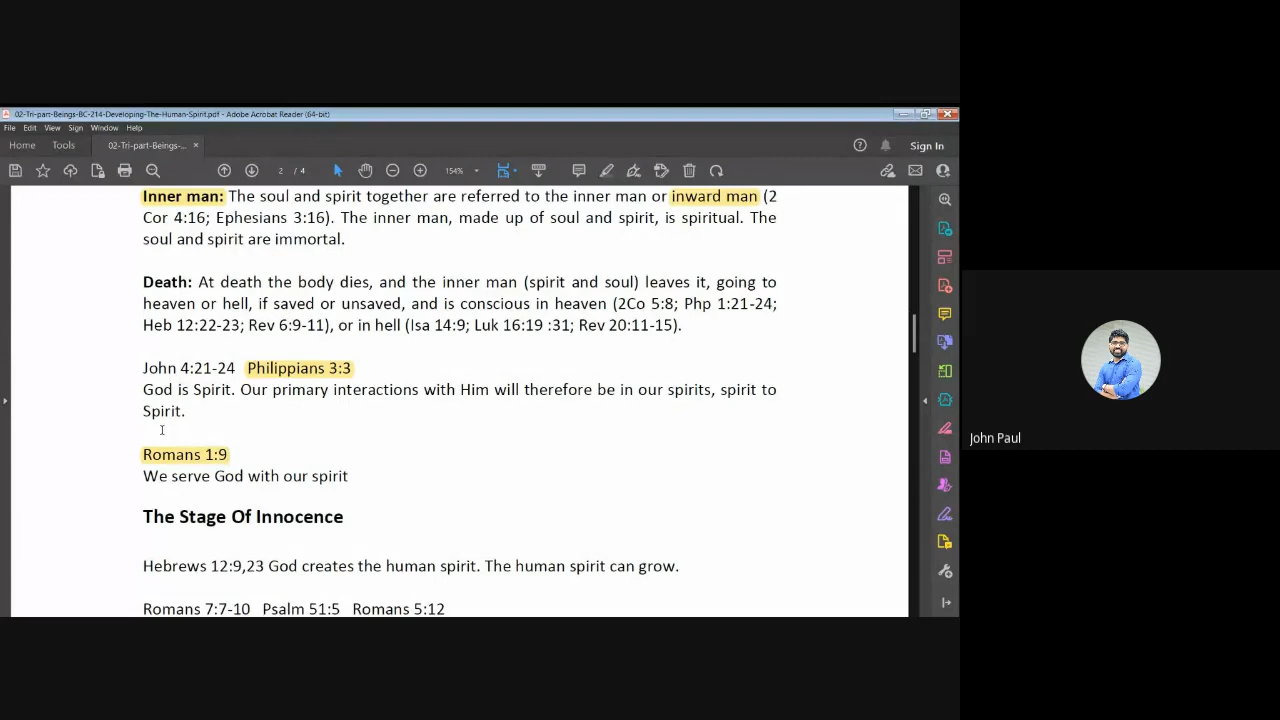 02-Tri-part-Beings-BC-214-Developing-The-Human-Spirit.pdf - Adobe Acrobat Reader (64-bit)
File Edit View Sign Window Help
Home Tools 02-Tri-part-Beings-... × Sign In
2 / 4 154%
Inner man: The soul and spirit together are referred to the inner man or inward man (2
Cor 4:16; Ephesians 3:16). The inner man, made up of soul and spirit, is spiritual. The
soul and spirit are immortal.
Death: At death the body dies, and the inner man (spirit and soul) leaves it, going to
heaven or hell, if saved or unsaved, and is conscious in heaven (2Co 5:8; Php 1:21-24;
Heb 12:22-23; Rev 6:9-11), or in hell (Isa 14:9; Luk 16:19 :31; Rev 20:11-15).
John 4:21-24 Philippians 3:3
God is Spirit. Our primary interactions with Him will therefore be in our spirits, spirit to
Spirit.
Romans 1:9
We serve God with our spirit
The Stage Of Innocence
Hebrews 12:9,23 God creates the human spirit. The human spirit can grow.
Romans 7:7-10 Psalm 51:5 Romans 5:12
John Paul